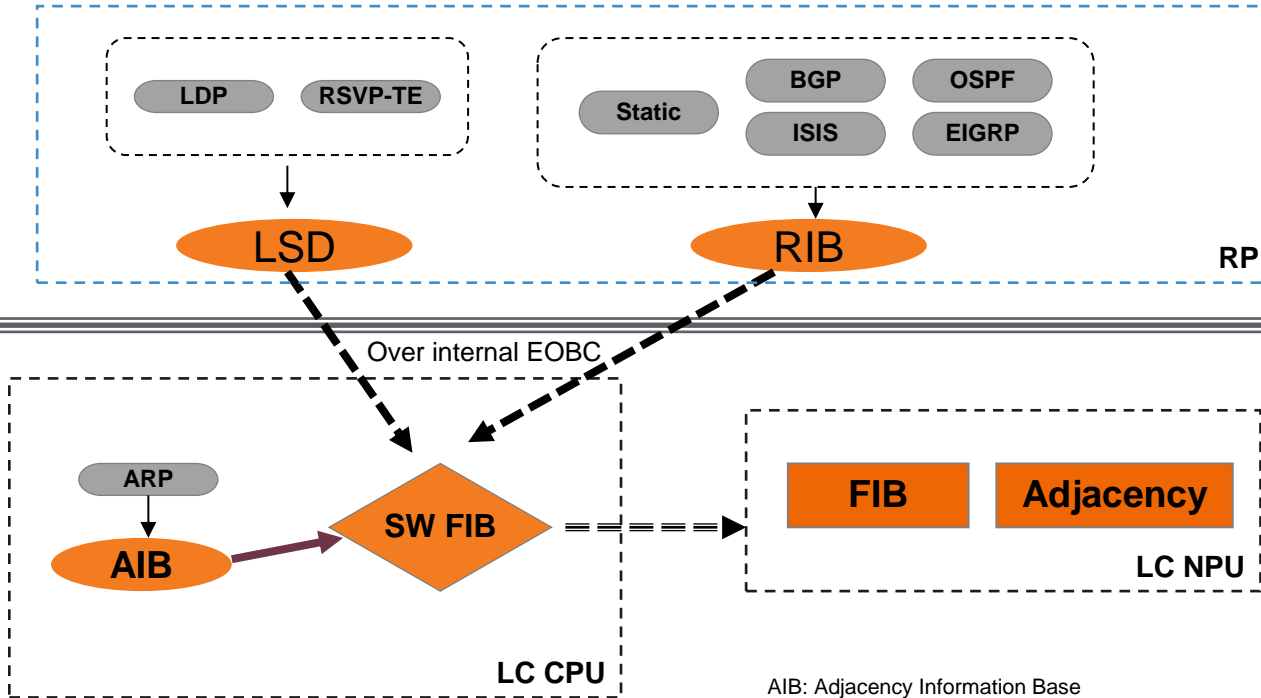 LDP
RSVP-TE
Static
BGP
OSPF
ISIS
EIGRP
LSD
RIB
RP
Over internal EOBC
ARP
AIB
SW FIB
LC CPU
FIB
Adjacency
LC NPU
AIB: Adjacency Information Base